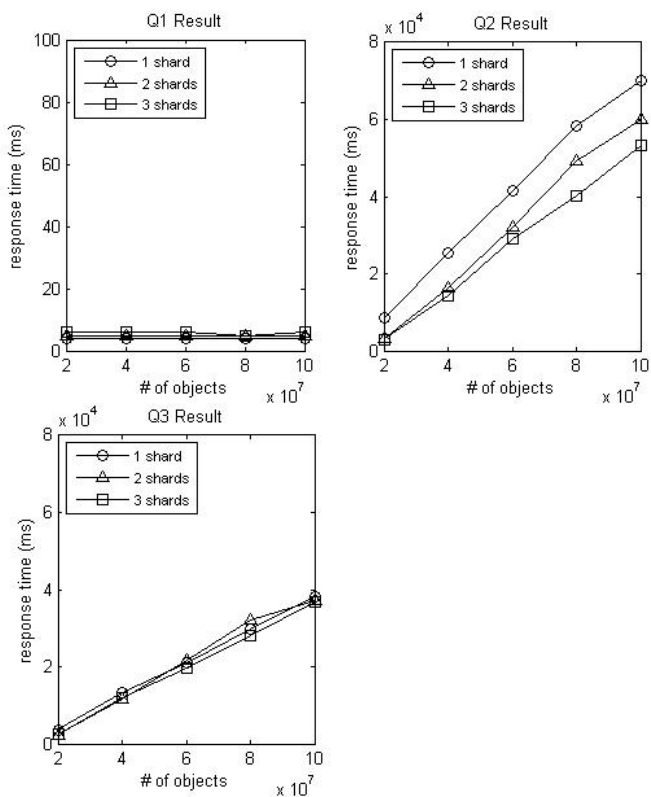 Q1 Result
100
80
60
40
20
0
response time (ms)
1 shard
2 shards
3 shards
2 4 6 8 10
# of objects
x 10^7
Q2 Result
x 10^4
8
6
4
2
0
response time (ms)
1 shard
2 shards
3 shards
2 4 6 8 10
# of objects
x 10^7
Q3 Result
x 10^4
8
6
4
2
0
response time (ms)
1 shard
2 shards
3 shards
2 4 6 8 10
# of objects
x 10^7